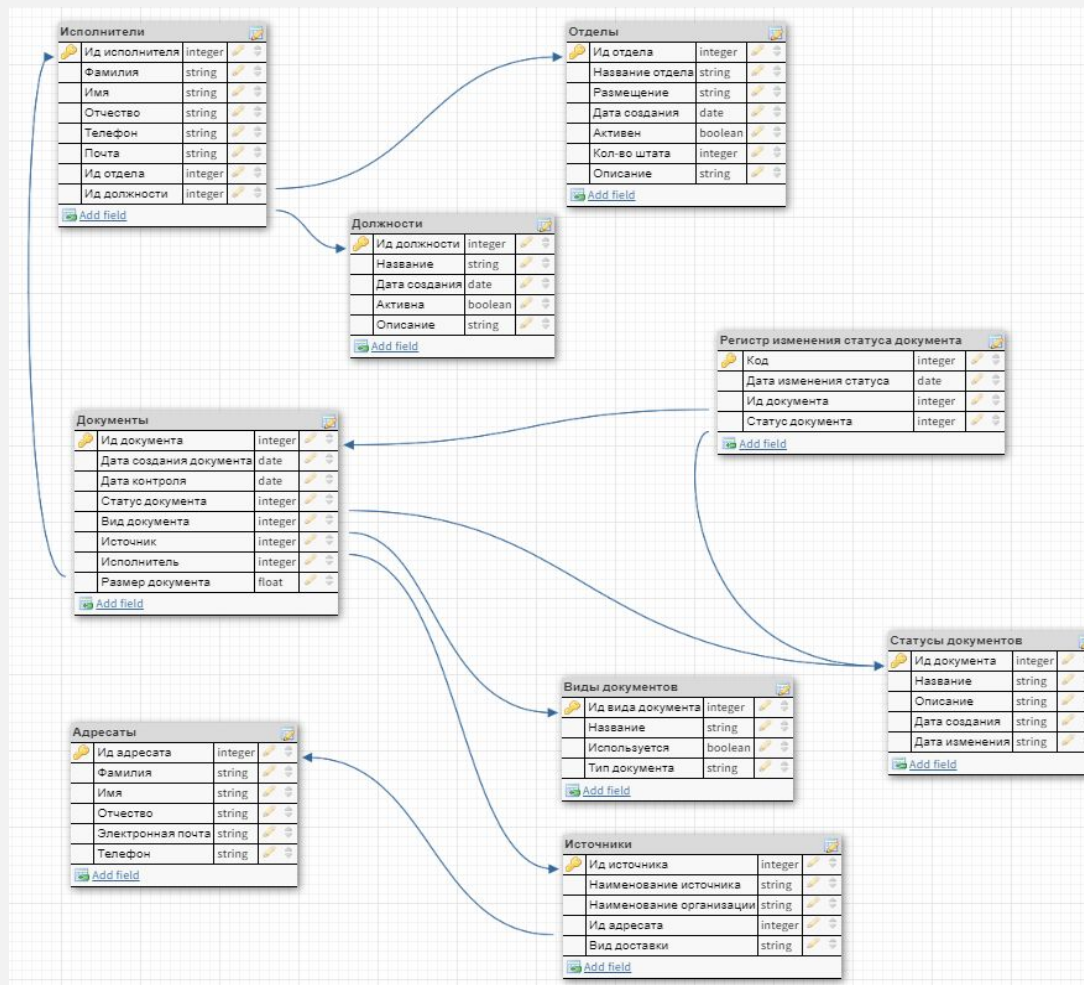 Исполнители
Ид исполнителя integer
Фамилия string
Имя string
Отчество string
Телефон string
Почта string
Ид отдела integer
Ид должности integer
Add field
Отделы
Ид отдела integer
Название отдела string
Размещение string
Дата создания date
Активен boolean
Кол-во штата integer
Описание string
Add field
Должности
Ид должности integer
Название string
Дата создания date
Активна boolean
Описание string
Add field
Регистр изменения статуса документа
Код integer
Дата изменения статуса date
Ид документа integer
Статус документа integer
Add field
Документы
Ид документа integer
Дата создания документа date
Дата контроля date
Статус документа integer
Вид документа integer
Источник integer
Исполнитель integer
Размер документа float
Add field
Статусы документов
Ид документа integer
Название string
Описание string
Дата создания string
Дата изменения string
Add field
Виды документов
Ид вида документа integer
Название string
Используется boolean
Тип документа string
Add field
Адресаты
Ид адресата integer
Фамилия string
Имя string
Отчество string
Электронная почта string
Телефон string
Add field
Источники
Ид источника integer
Наименование источника string
Наименование организации string
Ид адресата integer
Вид доставки string
Add field